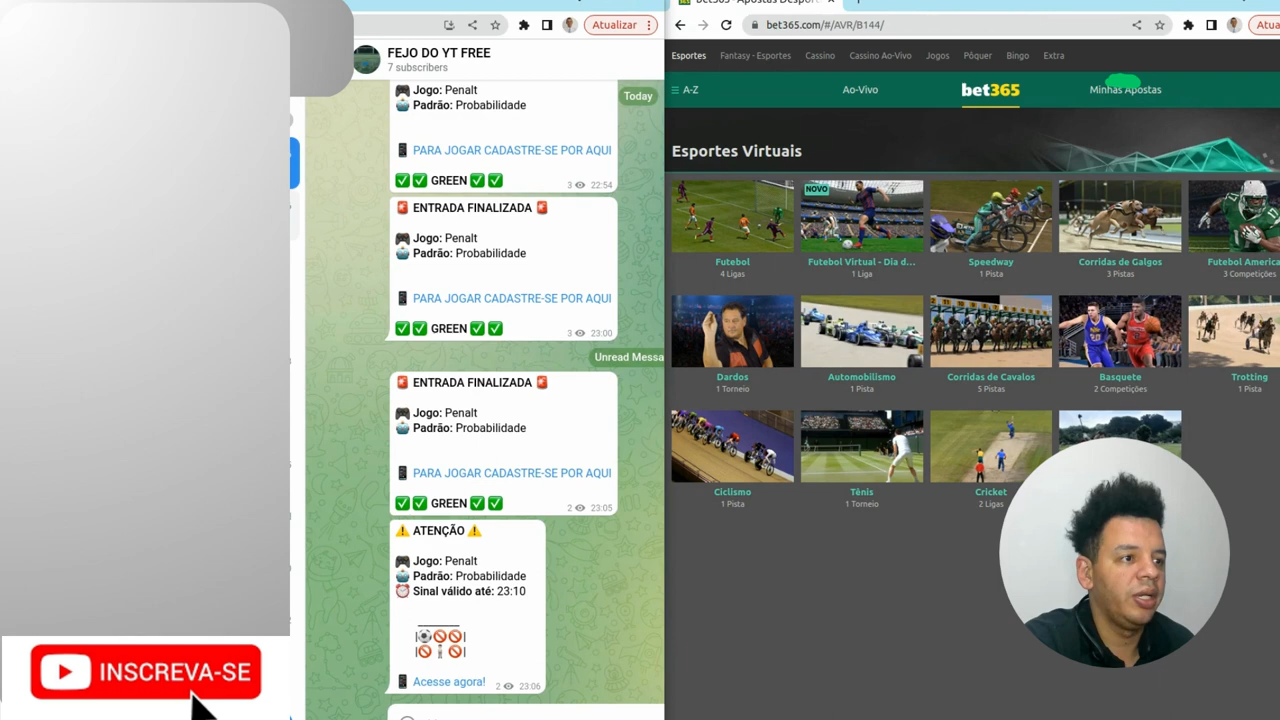 Atualizar
FEJO DO YT FREE
7 subscribers
Today
Jogo: Penalt
Padrão: Probabilidade
PARA JOGAR CADASTRE-SE POR AQUI
GREEN
3 22:54
ENTRADA FINALIZADA
Jogo: Penalt
Padrão: Probabilidade
PARA JOGAR CADASTRE-SE POR AQUI
GREEN
3 23:00
Unread Messa
ENTRADA FINALIZADA
Jogo: Penalt
Padrão: Probabilidade
PARA JOGAR CADASTRE-SE POR AQUI
GREEN
2 23:05
ATENÇÃO
Jogo: Penalt
Padrão: Probabilidade
Sinal válido até: 23:10
Acesse agora!
2 23:06
INSCREVA-SE
Bet365 - Apostas Desport
bet365.com/#/AVR/B144/
Atua
Esportes Fantasy - Esportes Cassino Cassino Ao-Vivo Jogos Pôquer Bingo Extra
A-Z Ao-Vivo bet365 Minhas Apostas
Esportes Virtuais
NOVO
Futebol Futebol Virtual - Dia d... Speedway Corridas de Galgos Futebol America
4 Ligas 1 Liga 1 Pista 3 Pistas 3 Competições
Dardos Automobilismo Corridas de Cavalos Basquete Trotting
1 Torneio 1 Pista 5 Pistas 2 Competições 1 Pista
Ciclismo Tênis Cricket
1 Pista 1 Torneio 2 Ligas